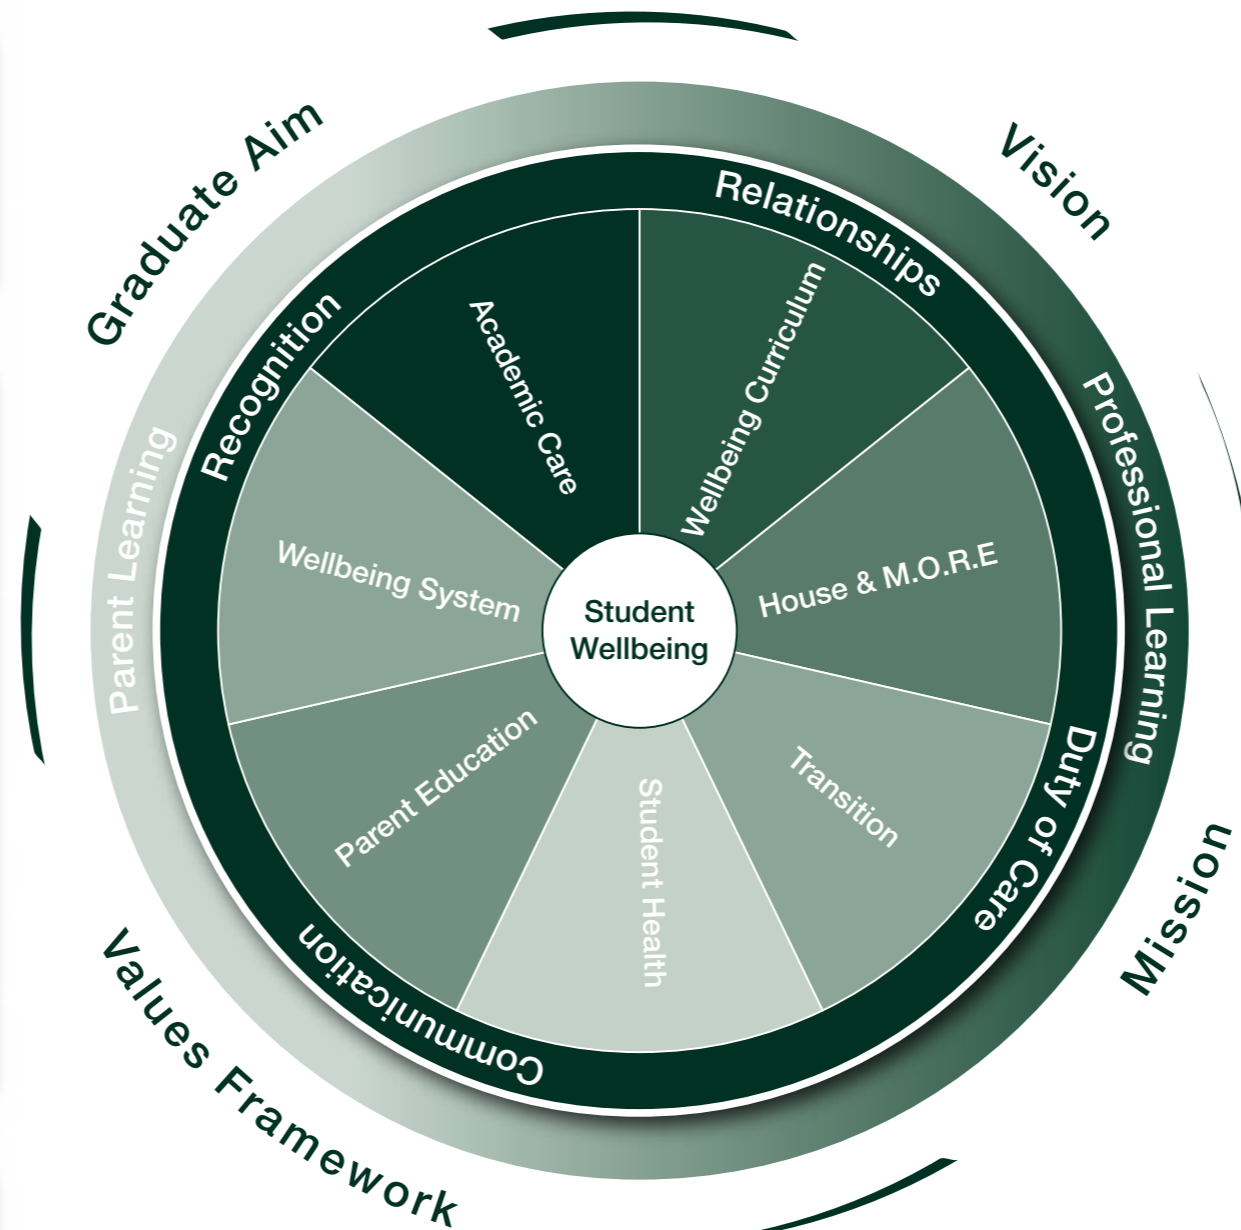 Graduate Aim
Vision
Mission
Values Framework
Parent Learning
Professional Learning
Relationships
Duty of Care
Communication
Recognition
Academic Care
Wellbeing Curriculum
House & M.O.R.E
Transition
Student Health
Parent Education
Wellbeing System
Student
Wellbeing